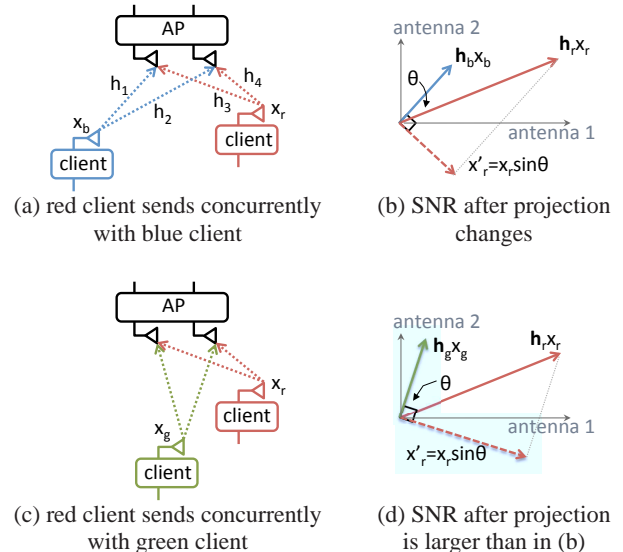 AP
h1
h2
h3
h4
xb
xr
client
client
(a) red client sends concurrently
with blue client
antenna 2
hbxb
hrxr
θ
antenna 1
x'r=xrsinθ
(b) SNR after projection
changes
AP
xr
client
xg
client
(c) red client sends concurrently
with green client
antenna 2
hgxg
hrxr
θ
antenna 1
x'r=xrsinθ
(d) SNR after projection
is larger than in (b)